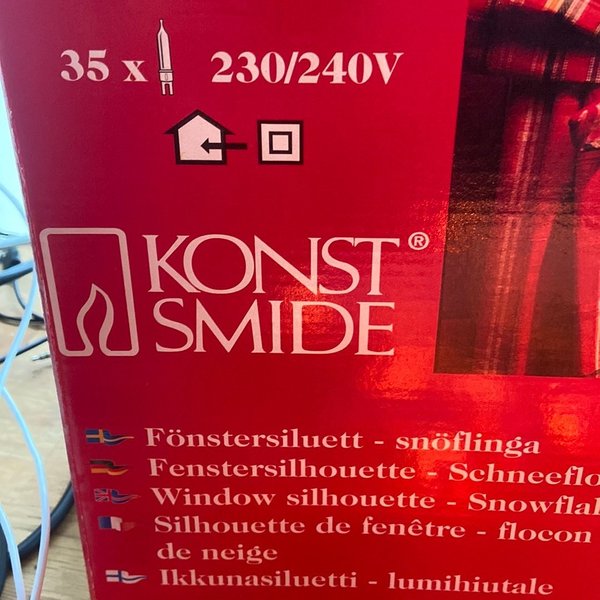 35 x 230/240V
KONST®
SMIDE
Fönstersiluett - snöflinga
Fenstersilhouette - Schneeflo
Window silhouette - Snowflak
Silhouette de fenêtre - flocon
de neige
Ikkunasiluetti - lumihiutale